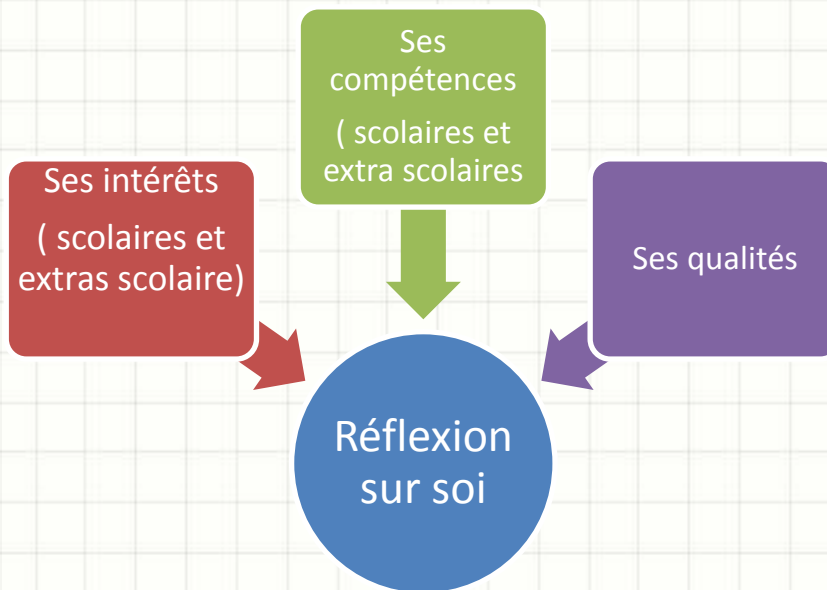 Ses
compétences
( scolaires et
extra scolaires
Ses intérêts
( scolaires et
extras scolaire)
Ses qualités
Réflexion
sur soi